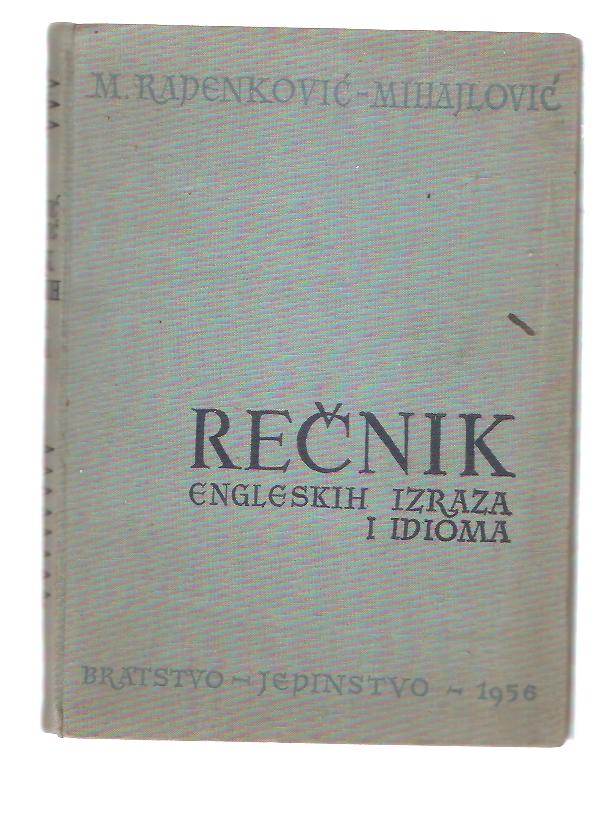 M. RADENKOVIĆ - MIHAJLOVIĆ
REČNIK
ENGLESKIH IZRAZA
I IDIOMA
BRATSTVO ~ JEDINSTVO ~ 1956